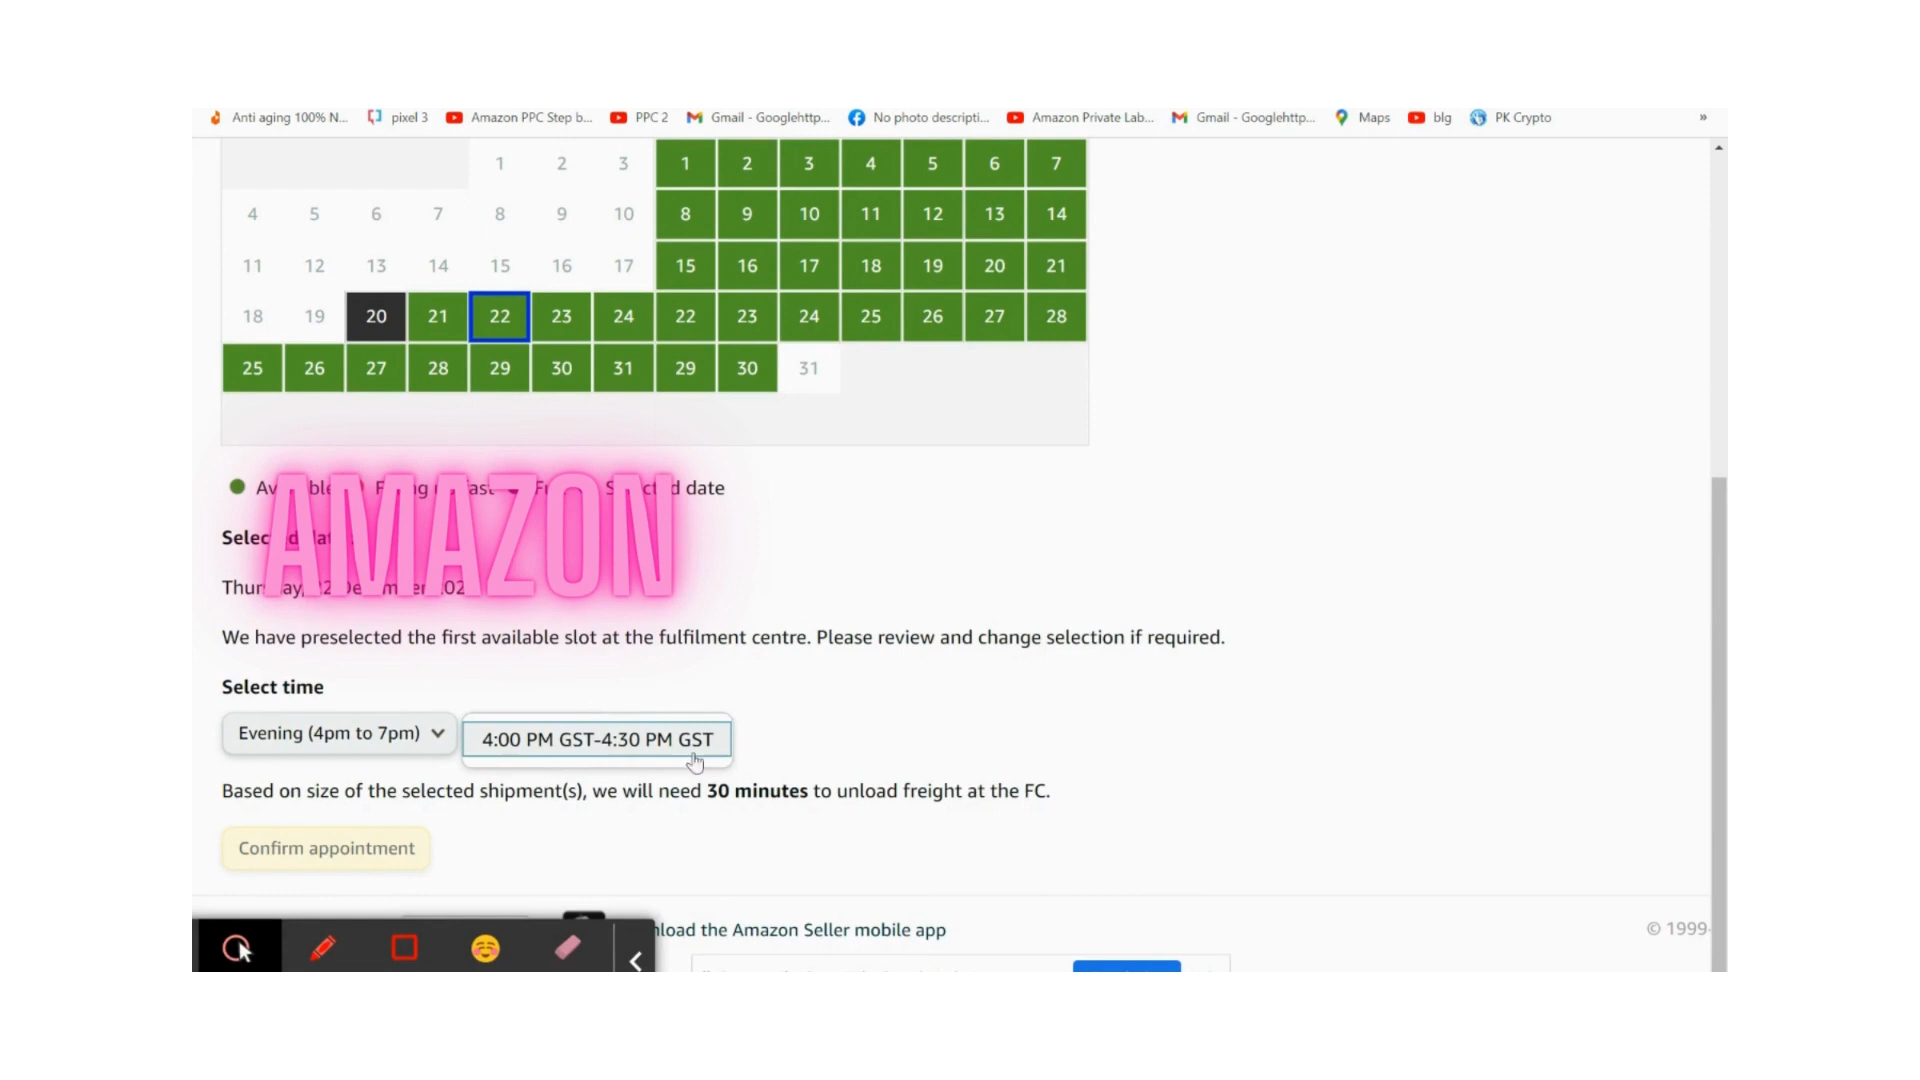 Anti aging 100% N... pixel 3 Amazon PPC Step b... PPC 2 Gmail - Googlehttp... No photo descripti... Amazon Private Lab... Gmail - Googlehttp... Maps blg PK Crypto »
1 2 3 1 2 3 4 5 6 7
4 5 6 7 8 9 10 8 9 10 11 12 13 14
11 12 13 14 15 16 17 15 16 17 18 19 20 21
18 19 20 21 22 23 24 22 23 24 25 26 27 28
25 26 27 28 29 30 31 29 30 31
date
AMAZON
We have preselected the first available slot at the fulfilment centre. Please review and change selection if required.
Select time
Evening (4pm to 7pm) 4:00 PM GST-4:30 PM GST
Based on size of the selected shipment(s), we will need 30 minutes to unload freight at the FC.
Confirm appointment
the Amazon Seller mobile app
© 1999-